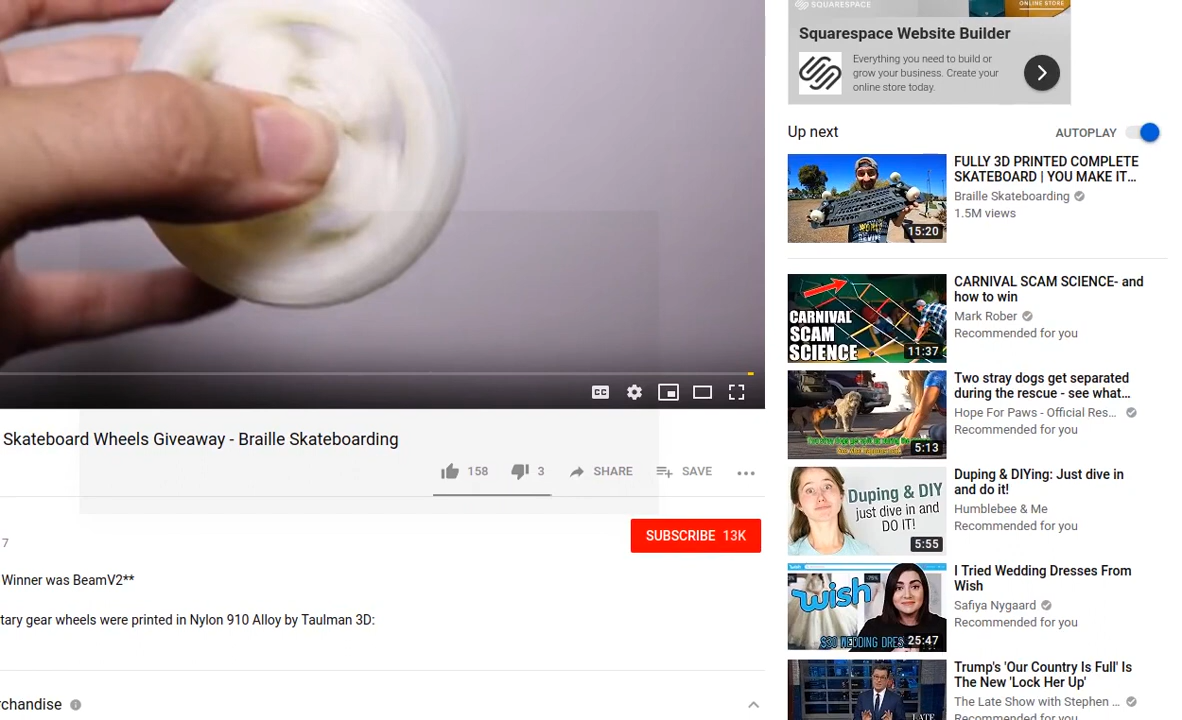 SQUARESPACE
ONLINE STORE
Squarespace Website Builder
Everything you need to build or
grow your business. Create your
online store today.
Up next
AUTOPLAY
15:20
FULLY 3D PRINTED COMPLETE
SKATEBOARD | YOU MAKE IT...
Braille Skateboarding
1.5M views
CARNIVAL
SCAM
SCIENCE
11:37
CARNIVAL SCAM SCIENCE- and
how to win
Mark Rober
Recommended for you
5:13
Two stray dogs get separated
during the rescue - see what...
Hope For Paws - Official Res...
Recommended for you
Duping & DIY
just dive in and
DO IT!
5:55
Duping & DIYing: Just dive in
and do it!
Humblebee & Me
Recommended for you
wish
$30 WEDDING DRES
25:47
I Tried Wedding Dresses From
Wish
Safiya Nygaard
Recommended for you
LATE
Trump's 'Our Country Is Full' Is
The New 'Lock Her Up'
The Late Show with Stephen ...
Recommended for you
CC
Skateboard Wheels Giveaway - Braille Skateboarding
158
3
SHARE
SAVE
7
SUBSCRIBE 13K
Winner was BeamV2**
tary gear wheels were printed in Nylon 910 Alloy by Taulman 3D:
rchandise